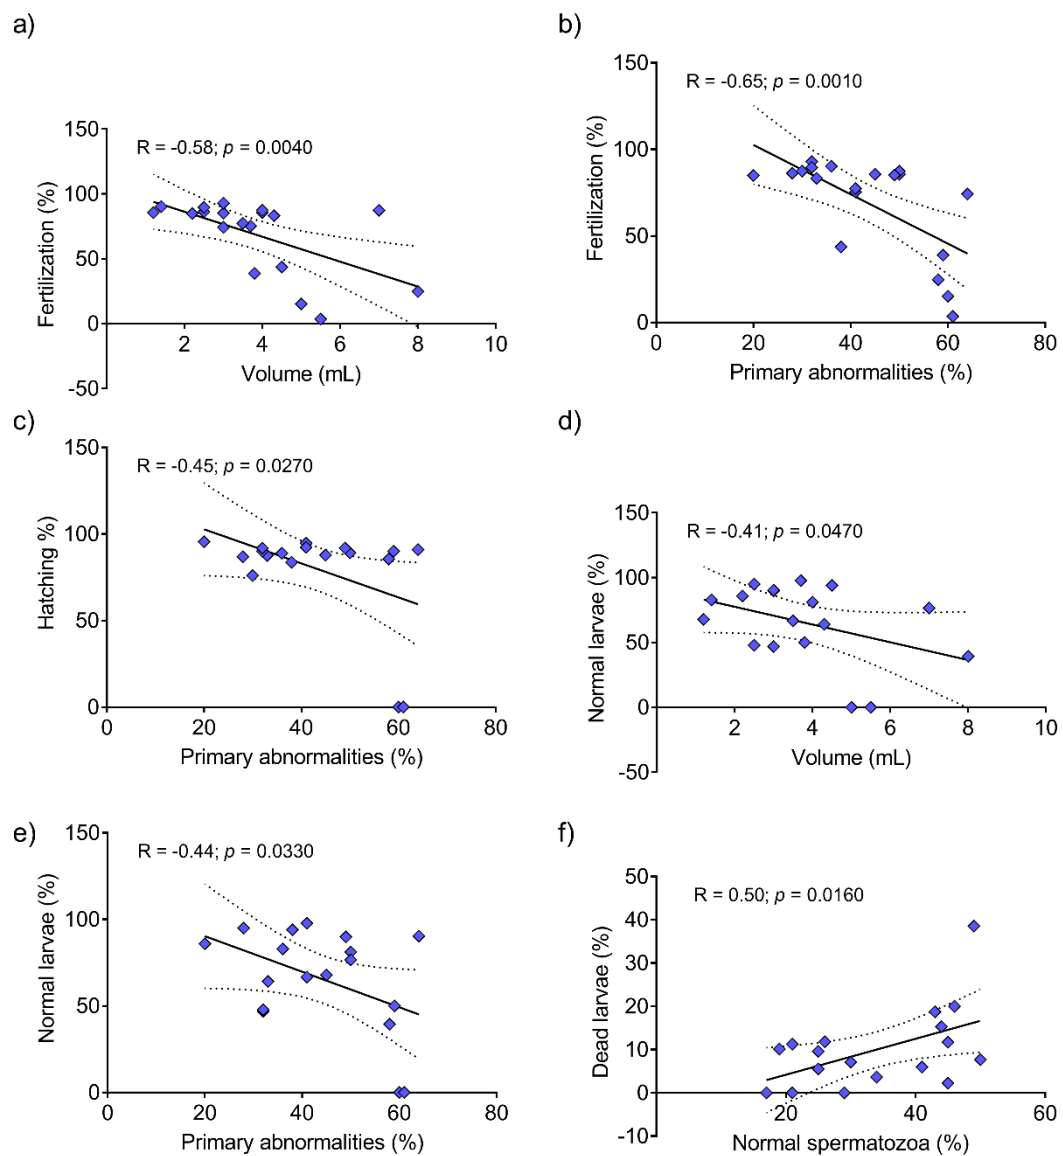 a)
R = -0.58; p = 0.0040
150
100
50
0
-50
2
4
6
8
10
Fertilization (%)
Volume (mL)
b)
R = -0.65; p = 0.0010
150
100
50
0
0
20
40
60
80
Fertilization (%)
Primary abnormalities (%)
c)
R = -0.45; p = 0.0270
150
100
50
0
0
20
40
60
80
Hatching %)
Primary abnormalities (%)
d)
R = -0.41; p = 0.0470
150
100
50
0
-50
2
4
6
8
10
Normal larvae (%)
Volume (mL)
e)
R = -0.44; p = 0.0330
150
100
50
0
0
20
40
60
80
Normal larvae (%)
Primary abnormalities (%)
f)
R = 0.50; p = 0.0160
50
40
30
20
10
0
-10
20
40
60
Dead larvae (%)
Normal spermatozoa (%)